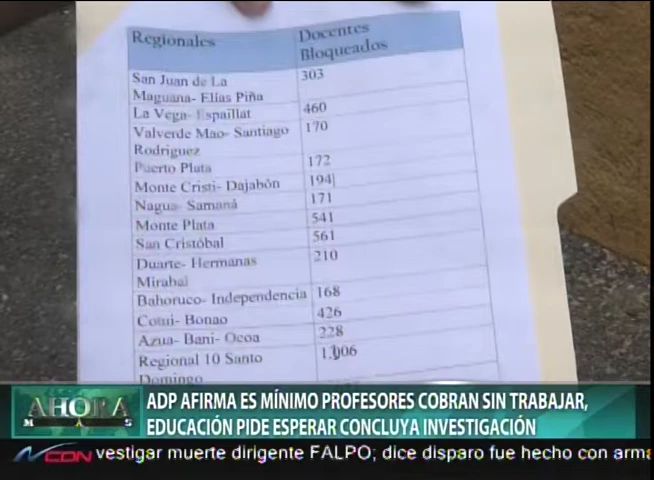 Regionales Docentes
Bloqueados
San Juan de La 303
Maguana- Elías Piña
La Vega- Espaillat 460
Valverde Mao- Santiago 170
Rodriguez
Puerto Plata 172
Monte Cristi- Dajabón 194
Nagua- Samaná 171
Monte Plata 541
San Cristóbal 561
Duarte- Hermanas 210
Mirabal
Bahoruco- Independencia 168
Cotui- Bonao 426
Azua- Bani- Ocoa 228
Regional 10 Santo 1,006
Domingo
AHORA
MAS
ADP AFIRMA ES MÍNIMO PROFESORES COBRAN SIN TRABAJAR,
EDUCACIÓN PIDE ESPERAR CONCLUYA INVESTIGACIÓN
CDN vestigar muerte dirigente FALPO; dice disparo fue hecho con arma